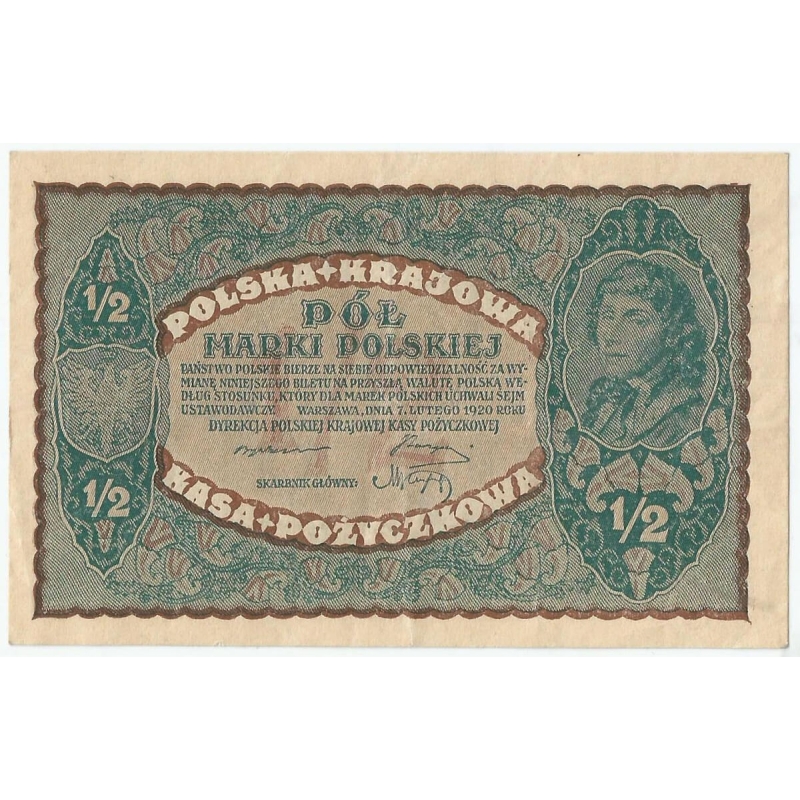 POLSKA + KRAJOWA
1/2
PÓŁ
MARKI POLSKIEJ
PAŃSTWO POLSKIE BIERZE NA SIEBIE ODPOWIEDZIALNOŚĆ ZA WY-
MIANĘ NINIEJSZEGO BILETU NA PRZYSZŁĄ WALUTĘ POLSKĄ WE-
DŁUG STOSUNKU, KTÓRY DLA MAREK POLSKICH UCHWALI SEJM
USTAWODAWCZY. WARSZAWA, DNIA 7. LUTEGO 1920 ROKU
DYREKCJA POLSKIEJ KRAJOWEJ KASY POŻYCZKOWEJ
SKARBNIK GŁÓWNY:
1/2
1/2
KASA + POŻYCZKOWA